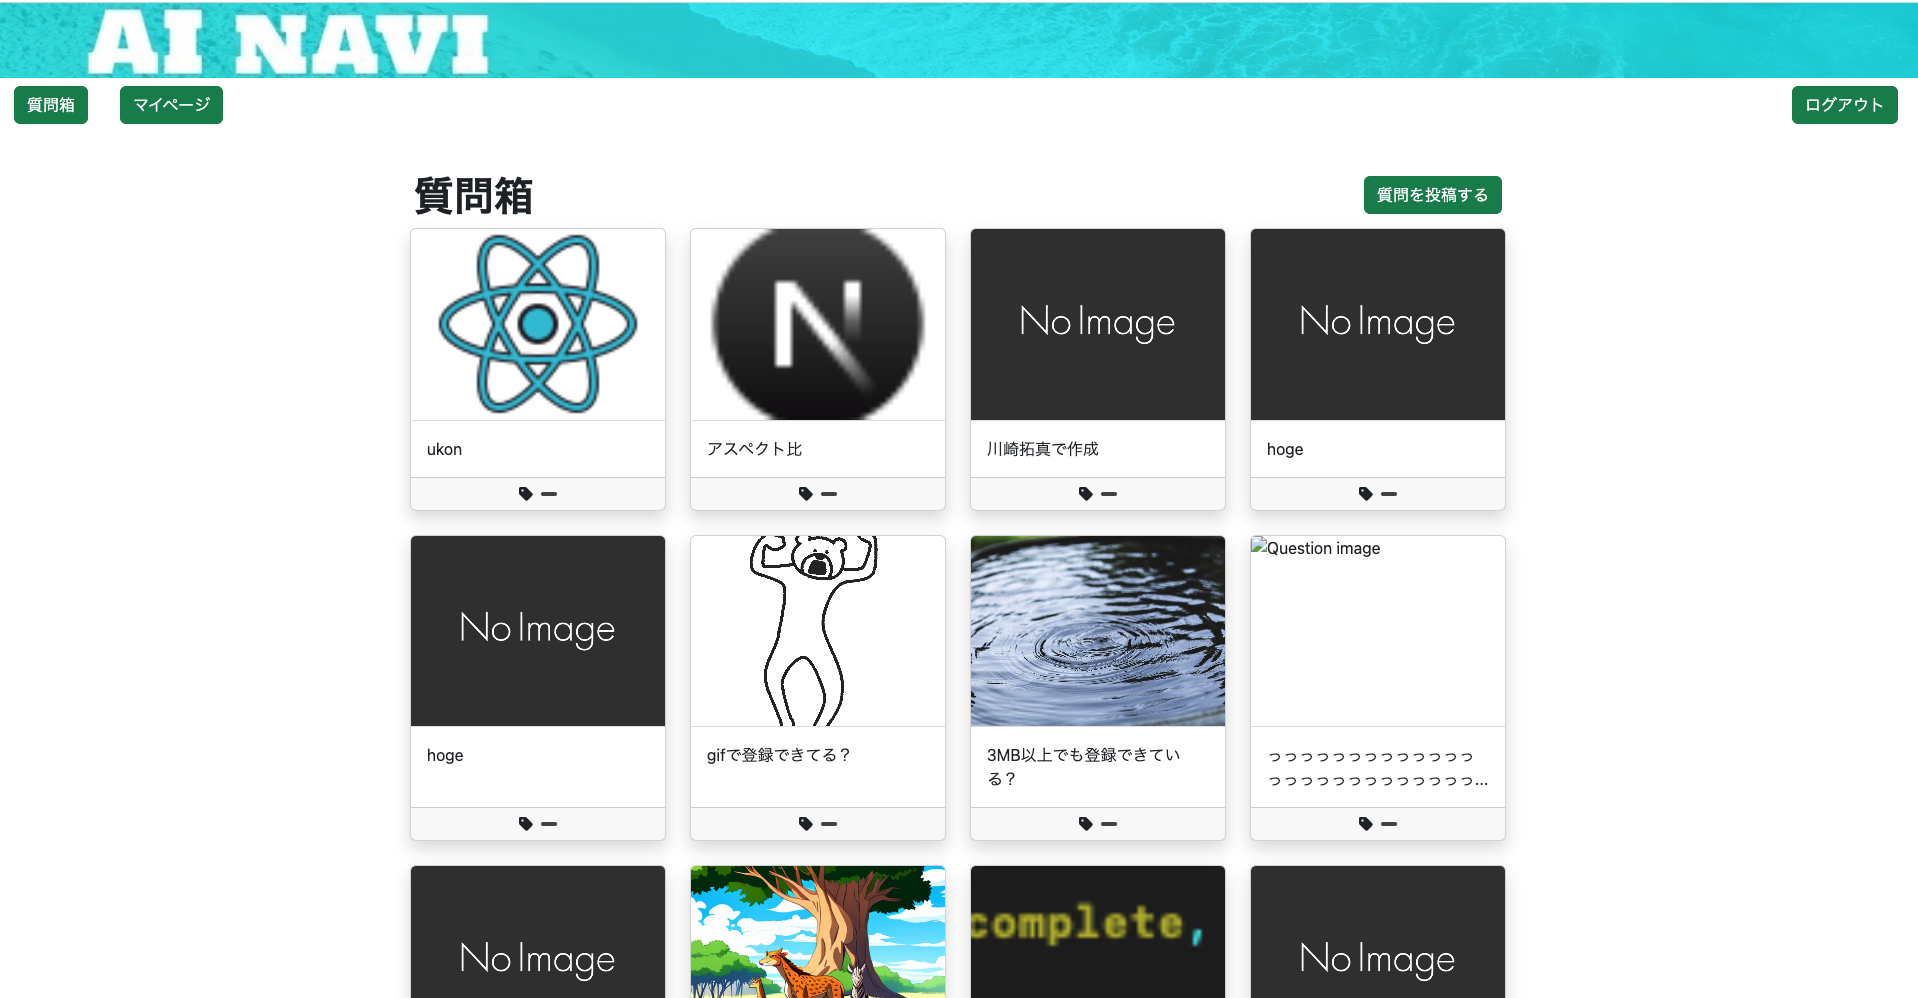 AI NAVI
質問箱
マイページ
ログアウト
質問箱
質問を投稿する
N
No Image
No Image
ukon
アスペクト比
川崎拓真で作成
hoge
No Image
Question image
hoge
gifで登録できてる？
3MB以上でも登録できてい
る？
っっっっっっっっっっっっっ
っっっっっっっっっっっっっ...
No Image
complete,
No Image